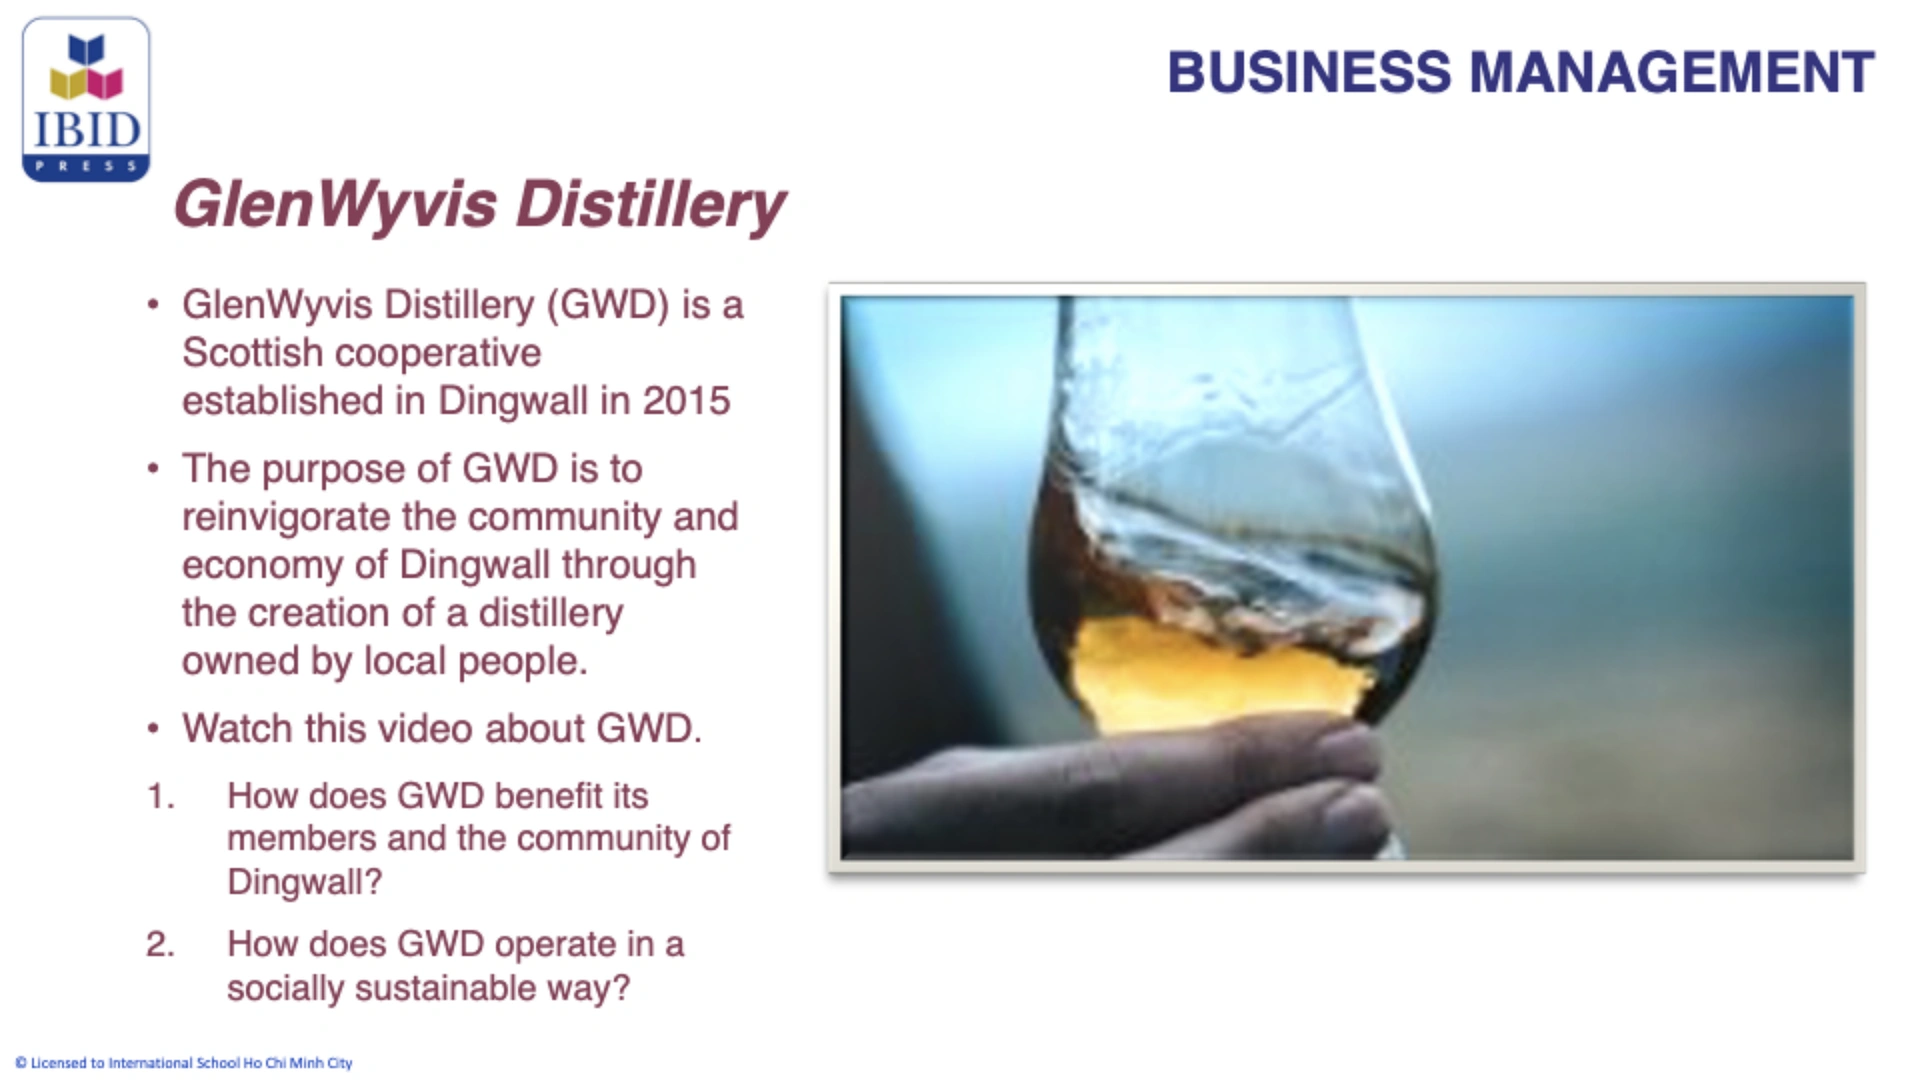 IBID
PRESS
BUSINESS MANAGEMENT
GlenWyvis Distillery
• GlenWyvis Distillery (GWD) is a
Scottish cooperative
established in Dingwall in 2015
• The purpose of GWD is to
reinvigorate the community and
economy of Dingwall through
the creation of a distillery
owned by local people.
• Watch this video about GWD.
1. How does GWD benefit its
members and the community of
Dingwall?
2. How does GWD operate in a
socially sustainable way?
© Licensed to International School Ho Chi Minh City